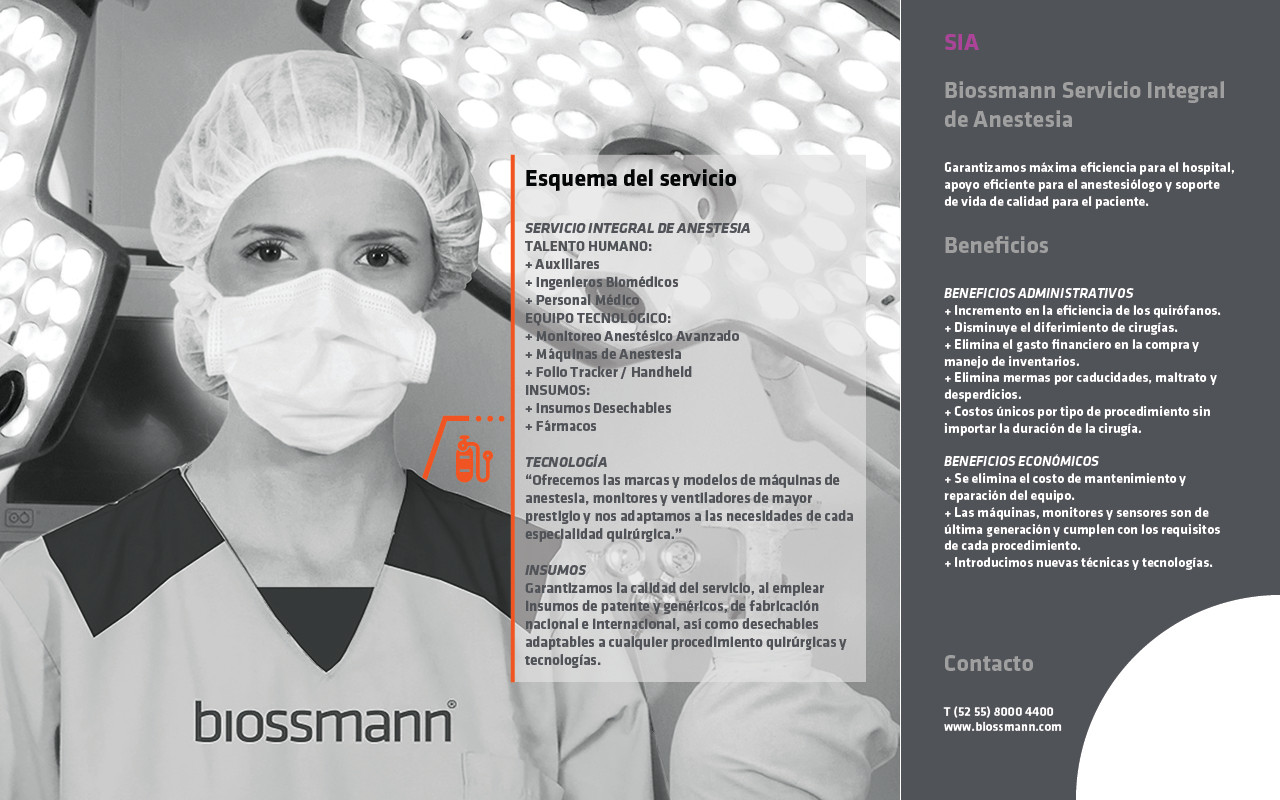 Esquema del servicio
SERVICIO INTEGRAL DE ANESTESIA
TALENTO HUMANO:
+ Auxiliares
+ Ingenieros Biomédicos
+ Personal Médico
EQUIPO TECNOLÓGICO:
+ Monitoreo Anestésico Avanzado
+ Máquinas de Anestesia
+ Folio Tracker / Handheld
INSUMOS:
+ Insumos Desechables
+ Fármacos
TECNOLOGÍA
“Ofrecemos las marcas y modelos de máquinas de
anestesia, monitores y ventiladores de mayor
prestigio y nos adaptamos a las necesidades de cada
especialidad quirúrgica.”
INSUMOS
Garantizamos la calidad del servicio, al emplear
insumos de patente y genéricos, de fabricación
nacional e internacional, así como desechables
adaptables a cualquier procedimiento quirúrgicas y
tecnologías.
biossmann®
SIA
Biossmann Servicio Integral
de Anestesia
Garantizamos máxima eficiencia para el hospital,
apoyo eficiente para el anestesiólogo y soporte
de vida de calidad para el paciente.
Beneficios
BENEFICIOS ADMINISTRATIVOS
+ Incremento en la eficiencia de los quirófanos.
+ Disminuye el diferimiento de cirugías.
+ Elimina el gasto financiero en la compra y
manejo de inventarios.
+ Elimina mermas por caducidades, maltrato y
desperdicios.
+ Costos únicos por tipo de procedimiento sin
importar la duración de la cirugía.
BENEFICIOS ECONÓMICOS
+ Se elimina el costo de mantenimiento y
reparación del equipo.
+ Las máquinas, monitores y sensores son de
última generación y cumplen con los requisitos
de cada procedimiento.
+ Introducimos nuevas técnicas y tecnologías.
Contacto
T (52 55) 8000 4400
www.biossmann.com